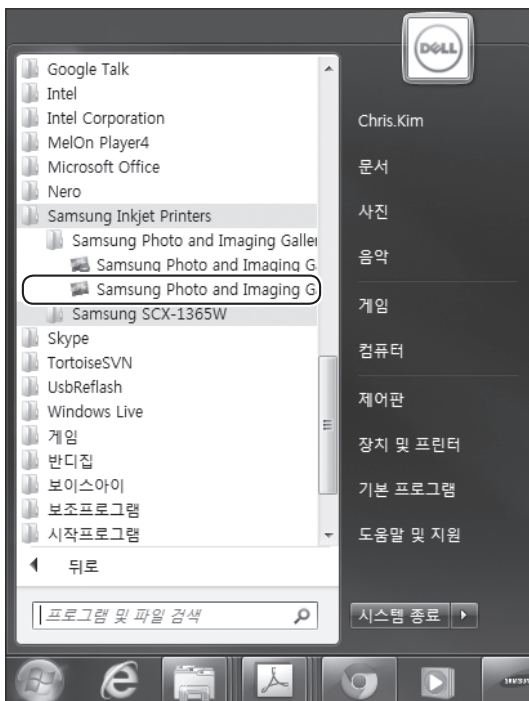 DELL
Google Talk
Intel
Intel Corporation
MelOn Player4
Microsoft Office
Nero
Samsung Inkjet Printers
Samsung Photo and Imaging Galler
Samsung Photo and Imaging G
Samsung Photo and Imaging G
Samsung SCX-1365W
Skype
TortoiseSVN
UsbReflash
Windows Live
게임
반디집
보이스아이
보조프로그램
시작프로그램
뒤로
프로그램 및 파일 검색
Chris.Kim
문서
사진
음악
게임
컴퓨터
제어판
장치 및 프린터
기본 프로그램
도움말 및 지원
시스템 종료